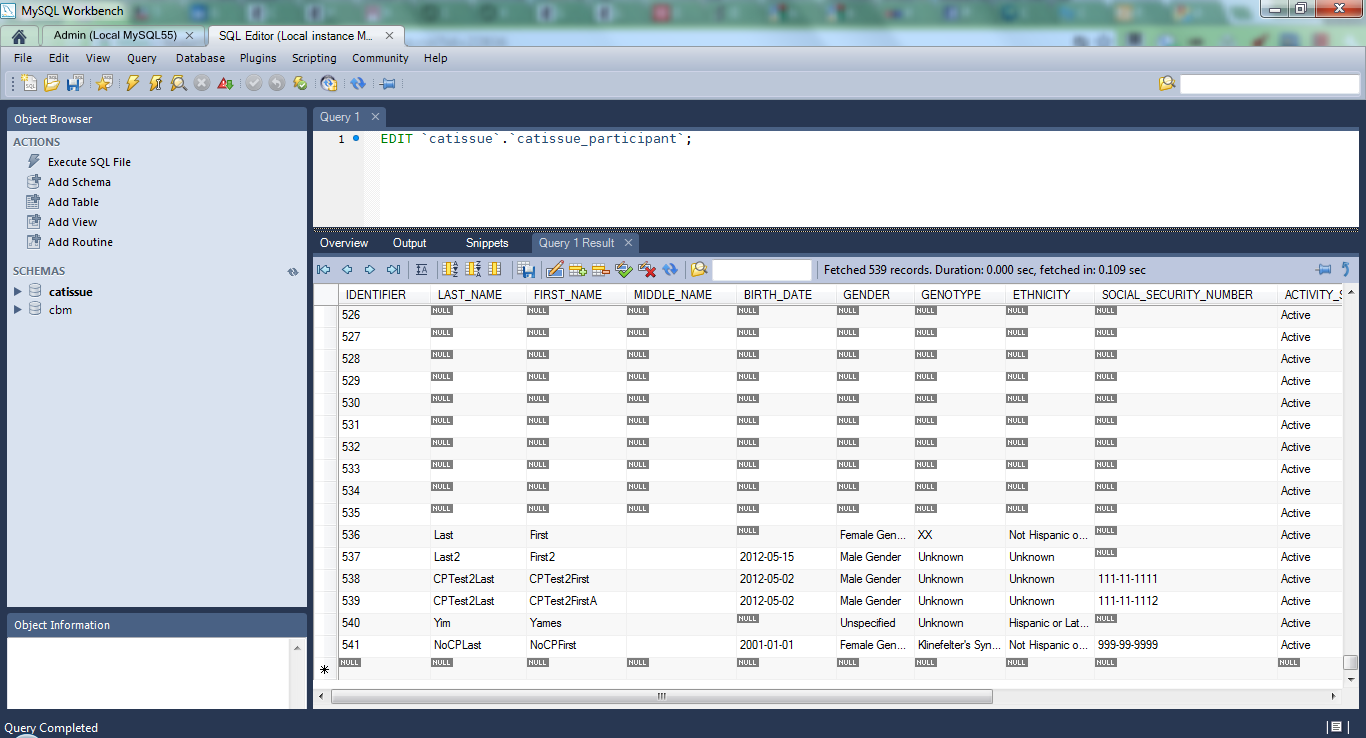 MySQL Workbench
Admin (Local MySQL55) SQL Editor (Local instance M...
File Edit View Query Database Plugins Scripting Community Help
Object Browser
ACTIONS
Execute SQL File
Add Schema
Add Table
Add View
Add Routine
SCHEMAS
catissue
cbm
Object Information
Query Completed
Query 1
1 EDIT `catissue`.`catissue_participant`;
Overview Output Snippets Query 1 Result
Fetched 539 records. Duration: 0.000 sec, fetched in: 0.109 sec
IDENTIFIER LAST_NAME FIRST_NAME MIDDLE_NAME BIRTH_DATE GENDER GENOTYPE ETHNICITY SOCIAL_SECURITY_NUMBER ACTIVITY_S
526 NULL NULL NULL NULL NULL NULL NULL NULL Active
527 NULL NULL NULL NULL NULL NULL NULL NULL Active
528 NULL NULL NULL NULL NULL NULL NULL NULL Active
529 NULL NULL NULL NULL NULL NULL NULL NULL Active
530 NULL NULL NULL NULL NULL NULL NULL NULL Active
531 NULL NULL NULL NULL NULL NULL NULL NULL Active
532 NULL NULL NULL NULL NULL NULL NULL NULL Active
533 NULL NULL NULL NULL NULL NULL NULL NULL Active
534 NULL NULL NULL NULL NULL NULL NULL NULL Active
535 NULL NULL NULL NULL NULL NULL NULL NULL Active
536 Last First NULL Female Gen... XX Not Hispanic o... NULL Active
537 Last2 First2 2012-05-15 Male Gender Unknown Unknown NULL Active
538 CPTest2Last CPTest2First 2012-05-02 Male Gender Unknown Unknown 111-11-1111 Active
539 CPTest2Last CPTest2FirstA 2012-05-02 Male Gender Unknown Unknown 111-11-1112 Active
540 Yim Yames NULL Unspecified Unknown Hispanic or Lat... NULL Active
541 NoCPLast NoCPFirst 2001-01-01 Female Gen... Klinefelter's Syn... Not Hispanic o... 999-99-9999 Active
NULL NULL NULL NULL NULL NULL NULL NULL NULL NULL